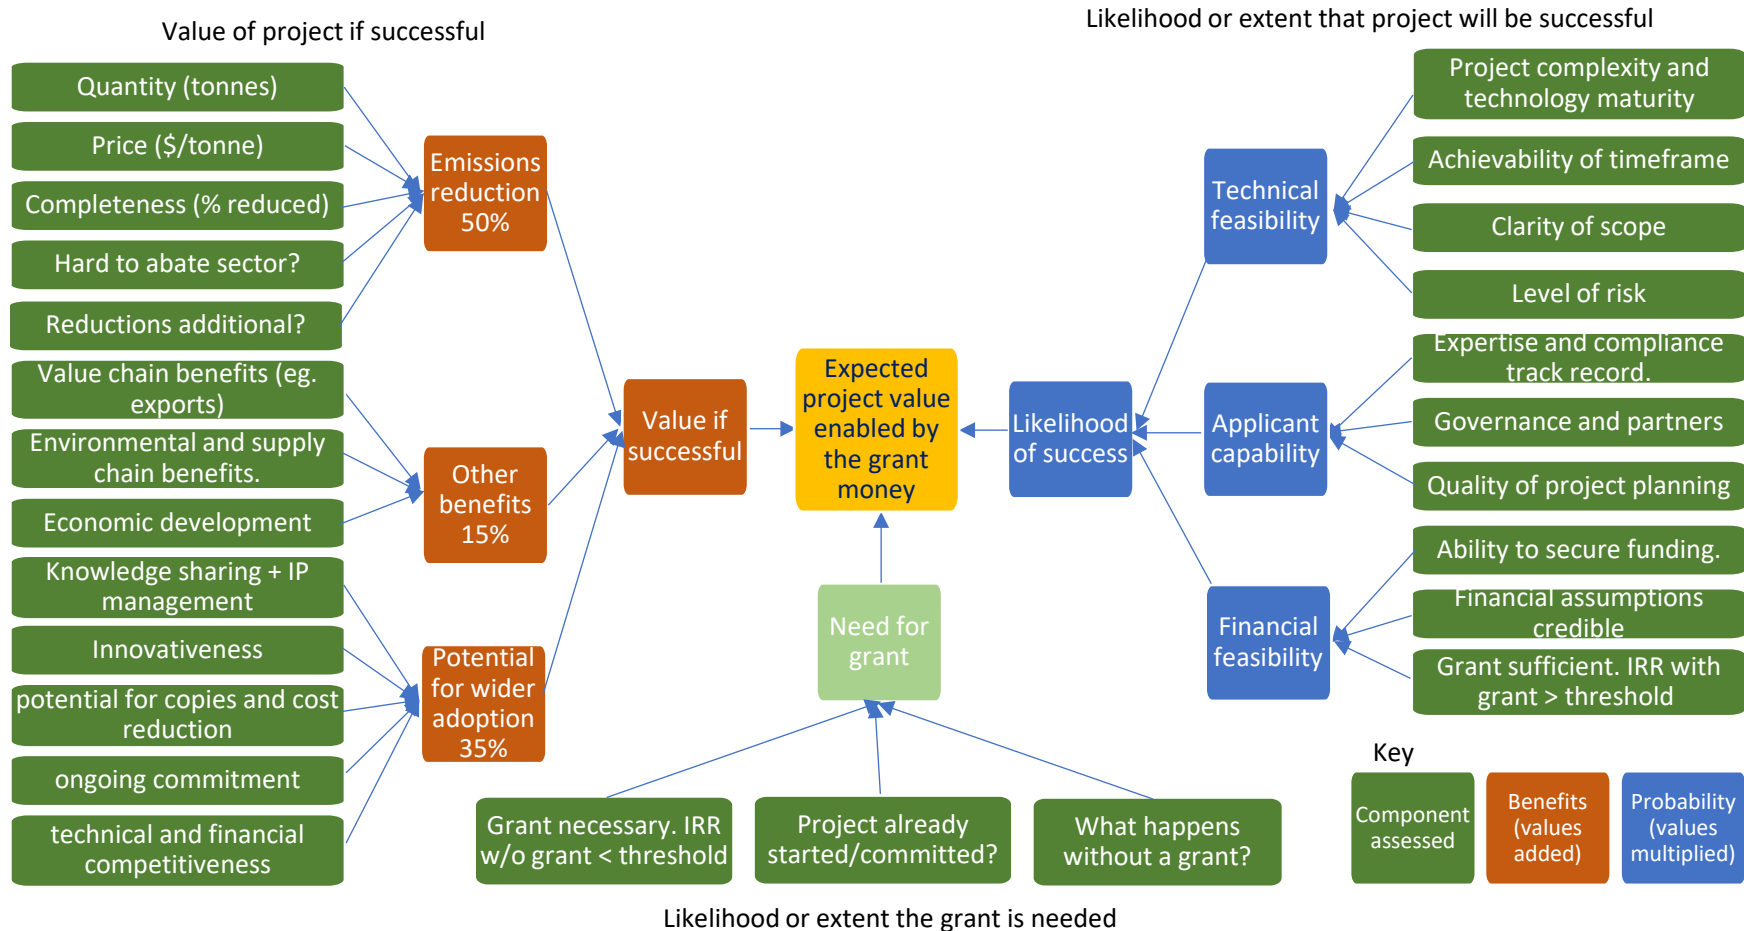 Value of project if successful
Likelihood or extent that project will be successful
Quantity (tonnes)
Price ($/tonne)
Completeness (% reduced)
Hard to abate sector?
Reductions additional?
Value chain benefits (eg.
exports)
Environmental and supply
chain benefits.
Economic development
Knowledge sharing + IP
management
Innovativeness
potential for copies and cost
reduction
ongoing commitment
technical and financial
competitiveness
Emissions
reduction
50%
Other
benefits
15%
Potential
for wider
adoption
35%
Value if
successful
Expected
project value
enabled by
the grant
money
Need for
grant
Grant necessary. IRR
w/o grant < threshold
Project already
started/committed?
What happens
without a grant?
Likelihood or extent the grant is needed
Likelihood
of success
Technical
feasibility
Applicant
capability
Financial
feasibility
Project complexity and
technology maturity
Achievability of timeframe
Clarity of scope
Level of risk
Expertise and compliance
track record.
Governance and partners
Quality of project planning
Ability to secure funding.
Financial assumptions
credible
Grant sufficient. IRR with
grant > threshold
Key
Component
assessed
Benefits
(values
added)
Probability
(values
multiplied)